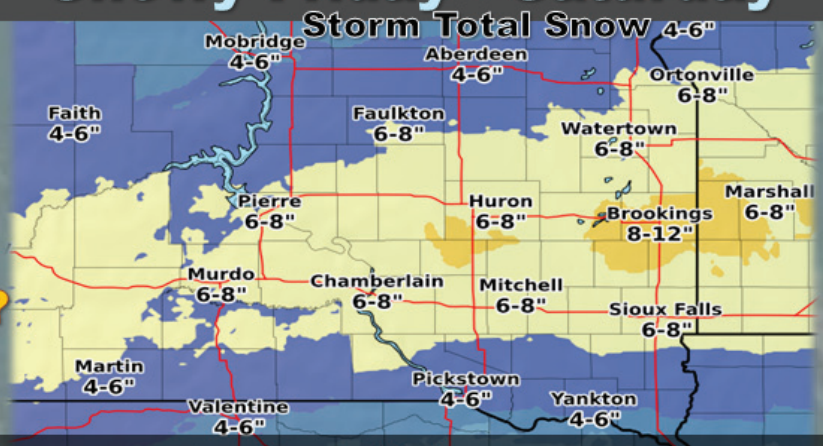 Snowy Friday - Saturday
Storm Total Snow
4-6"
Mobridge
4-6"
Aberdeen
4-6"
Ortonville
6-8"
Faith
4-6"
Faulkton
6-8"
Watertown
6-8"
Pierre
6-8"
Huron
6-8"
Brookings
8-12"
Marshall
6-8"
Murdo
6-8"
Chamberlain
6-8"
Mitchell
6-8"
Sioux Falls
6-8"
Martin
4-6"
Pickstown
4-6"
Valentine
4-6"
Yankton
4-6"